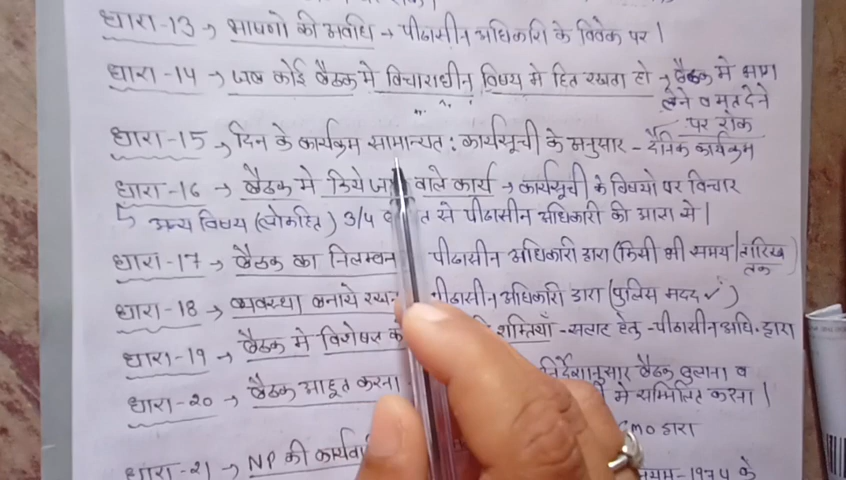 धारा-13 → भाषणो की अवधि → पीठासीन अधिकारी के विवेक पर |
धारा-14 → जब कोई बैठक मे विचाराधीन विषय मे हित रखता हो → बैठक मे भाग
लेने व मत देने
पर रोक
धारा-15 → दिन के कार्यक्रम सामान्यत: कार्यसूची के अनुसार - दैनिक कार्यक्रम
धारा-16 → बैठक मे किये वाले कार्य → कार्यसूची के विषयो पर विचार
अन्य विषय (लोकहित) 3/4 से पीठासीन अधिकारी की आज्ञा से |
धारा-17 → बैठक का निलम्बन पीठासीन अधिकारी द्वारा (किसी भी समय/तारिख
तक)
धारा-18 → व्यवस्था बनाये पीठासीन अधिकारी द्वारा (पुलिस मदद ✓)
धारा-19 → बैठक मे विशेषज्ञ शक्तियाँ - सलाह हेतु - पीठासीन अधि. द्वारा
धारा-20 → बैठक आहूत करना निर्देशानुसार बैठक बुलाना व
मे सम्मिलित करना |
CMO द्वारा
धारा-21 → NP की